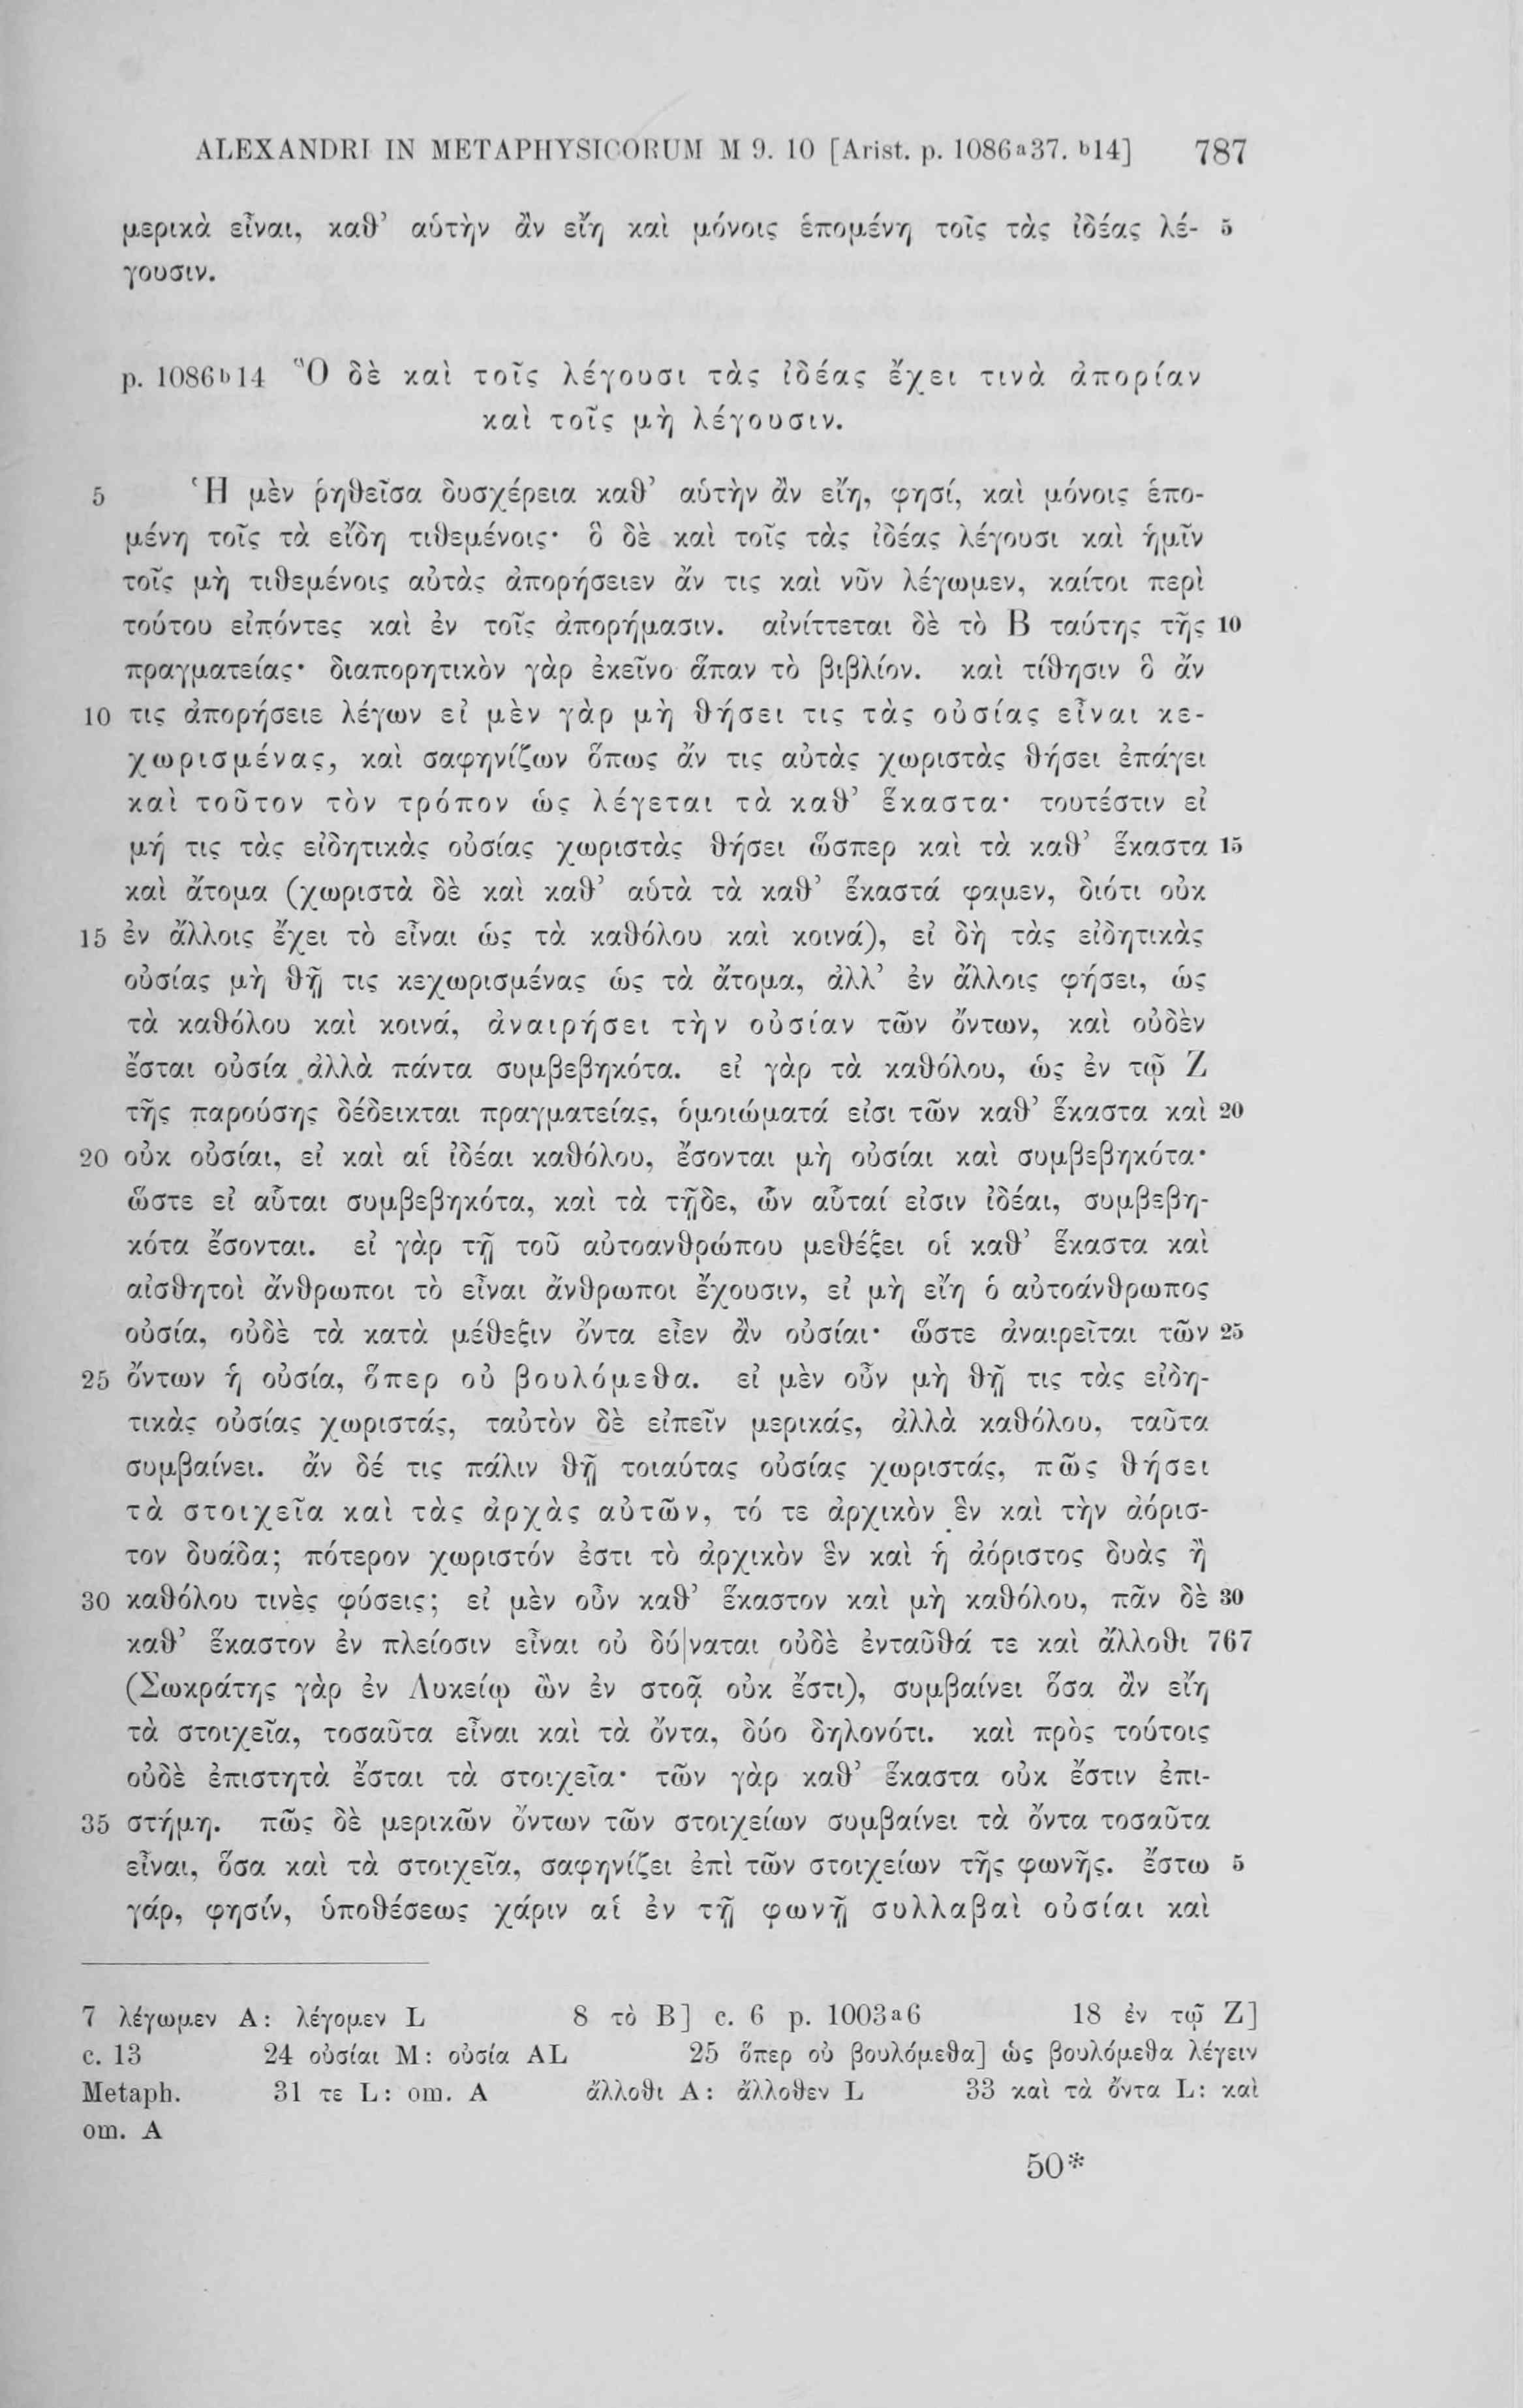 ALEXANDRI IN METAPHYSICORUM M 9. 10 [Arist. p. 1086ª37. ᵇ14] 787
μερικὰ εἶναι, καθ’ αὑτὴν ἂν εἴη καὶ μόνοις ἑπομένη τοῖς τὰς ἰδέας λέ- 5
γουσιν.
p. 1086ᵇ14 Ὃ δὲ καὶ τοῖς λέγουσι τὰς ἰδέας ἔχει τινὰ ἀπορίαν
καὶ τοῖς μὴ λέγουσιν.
5 Ἡ μὲν ῥηθεῖσα δυσχέρεια καθ’ αὑτὴν ἂν εἴη, φησί, καὶ μόνοις ἑπο-
μένη τοῖς τὰ εἴδη τιθεμένοις· ὃ δὲ καὶ τοῖς τὰς ἰδέας λέγουσι καὶ ἡμῖν
τοῖς μὴ τιθεμένοις αὐτὰς ἀπορήσειεν ἄν τις καὶ νῦν λέγωμεν, καίτοι περὶ
τούτου εἰπόντες καὶ ἐν τοῖς ἀπορήμασιν. αἰνίττεται δὲ τὸ Β ταύτης τῆς 10
πραγματείας· διαπορητικὸν γὰρ ἐκεῖνο ἅπαν τὸ βιβλίον. καὶ τίθησιν ὃ ἄν
10 τις ἀπορήσειε λέγων εἰ μὲν γὰρ μὴ θήσει τις τὰς οὐσίας εἶναι κε-
χωρισμένας, καὶ σαφηνίζων ὅπως ἄν τις αὐτὰς χωριστὰς θήσει ἐπάγει
καὶ τοῦτον τὸν τρόπον ὡς λέγεται τὰ καθ’ ἕκαστα· τουτέστιν εἰ
μή τις τὰς εἰδητικὰς οὐσίας χωριστὰς θήσει ὥσπερ καὶ τὰ καθ’ ἕκαστα 15
καὶ ἄτομα (χωριστὰ δὲ καὶ καθ’ αὑτὰ τὰ καθ’ ἕκαστά φαμεν, διότι οὐκ
15 ἐν ἄλλοις ἔχει τὸ εἶναι ὡς τὰ καθόλου καὶ κοινά), εἰ δὴ τὰς εἰδητικὰς
οὐσίας μὴ θῇ τις κεχωρισμένας ὡς τὰ ἄτομα, ἀλλ’ ἐν ἄλλοις φήσει, ὡς
τὰ καθόλου καὶ κοινά, ἀναιρήσει τὴν οὐσίαν τῶν ὄντων, καὶ οὐδὲν
ἔσται οὐσία ἀλλὰ πάντα συμβεβηκότα. εἰ γὰρ τὰ καθόλου, ὡς ἐν τῷ Ζ
τῆς παρούσης δέδεικται πραγματείας, ὁμοιώματά εἰσι τῶν καθ’ ἕκαστα καὶ 20
20 οὐκ οὐσίαι, εἰ καὶ αἱ ἰδέαι καθόλου, ἔσονται μὴ οὐσίαι καὶ συμβεβηκότα·
ὥστε εἰ αὗται συμβεβηκότα, καὶ τὰ τῇδε, ὧν αὗταί εἰσιν ἰδέαι, συμβεβη-
κότα ἔσονται. εἰ γὰρ τῇ τοῦ αὐτοανθρώπου μεθέξει οἱ καθ’ ἕκαστα καὶ
αἰσθητοὶ ἄνθρωποι τὸ εἶναι ἄνθρωποι ἔχουσιν, εἰ μὴ εἴη ὁ αὐτοάνθρωπος
οὐσία, οὐδὲ τὰ κατὰ μέθεξιν ὄντα εἶεν ἂν οὐσίαι· ὥστε ἀναιρεῖται τῶν 25
25 ὄντων ἡ οὐσία, ὅπερ οὐ βουλόμεθα. εἰ μὲν οὖν μὴ θῇ τις τὰς εἰδη-
τικὰς οὐσίας χωριστάς, ταὐτὸν δὲ εἰπεῖν μερικάς, ἀλλὰ καθόλου, ταῦτα
συμβαίνει. ἂν δέ τις πάλιν θῇ τοιαύτας οὐσίας χωριστάς, πῶς θήσει
τὰ στοιχεῖα καὶ τὰς ἀρχὰς αὐτῶν, τό τε ἀρχικὸν ἓν καὶ τὴν ἀόρισ-
τον δυάδα; πότερον χωριστόν ἐστι τὸ ἀρχικὸν ἓν καὶ ἡ ἀόριστος δυὰς ἢ
30 καθόλου τινὲς φύσεις; εἰ μὲν οὖν καθ’ ἕκαστον καὶ μὴ καθόλου, πᾶν δὲ 30
καθ’ ἕκαστον ἐν πλείοσιν εἶναι οὐ δύ|ναται οὐδὲ ἐνταῦθά τε καὶ ἄλλοθι 767
(Σωκράτης γὰρ ἐν Λυκείῳ ὢν ἐν στοᾷ οὐκ ἔστι), συμβαίνει ὅσα ἂν εἴη
τὰ στοιχεῖα, τοσαῦτα εἶναι καὶ τὰ ὄντα, δύο δηλονότι. καὶ πρὸς τούτοις
οὐδὲ ἐπιστητὰ ἔσται τὰ στοιχεῖα· τῶν γὰρ καθ’ ἕκαστα οὐκ ἔστιν ἐπι-
35 στήμη. πῶς δὲ μερικῶν ὄντων τῶν στοιχείων συμβαίνει τὰ ὄντα τοσαῦτα
εἶναι, ὅσα καὶ τὰ στοιχεῖα, σαφηνίζει ἐπὶ τῶν στοιχείων τῆς φωνῆς. ἔστω 5
γάρ, φησίν, ὑποθέσεως χάριν αἱ ἐν τῇ φωνῇ συλλαβαὶ οὐσίαι καὶ
7 λέγωμεν A: λέγομεν L 8 τὸ Β] c. 6 p. 1003ª6 18 ἐν τῷ Ζ]
c. 13 24 οὐσίαι M: οὐσία AL 25 ὅπερ οὐ βουλόμεθα] ὡς βουλόμεθα λέγειν
Metaph. 31 τε L: om. A ἄλλοθι A: ἄλλοθεν L 33 καὶ τὰ ὄντα L: καὶ
om. A
50*